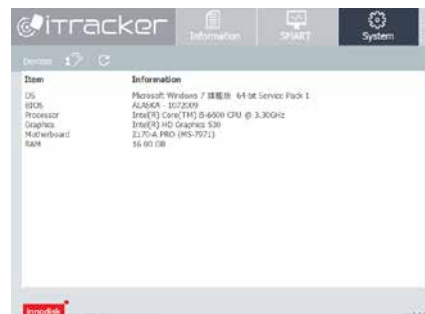 iTracker
Information
SMART
System
Devices 1
Item Information
OS Microsoft Windows 7 旗艦版 64-bit Service Pack 1
BIOS ALASKA - 1072009
Processor Intel(R) Core(TM) i5-6600 CPU @ 3.30GHz
Graphics Intel(R) HD Graphics 530
Motherboard Z170-A PRO (MS-7971)
RAM 16.00 GB
innodisk